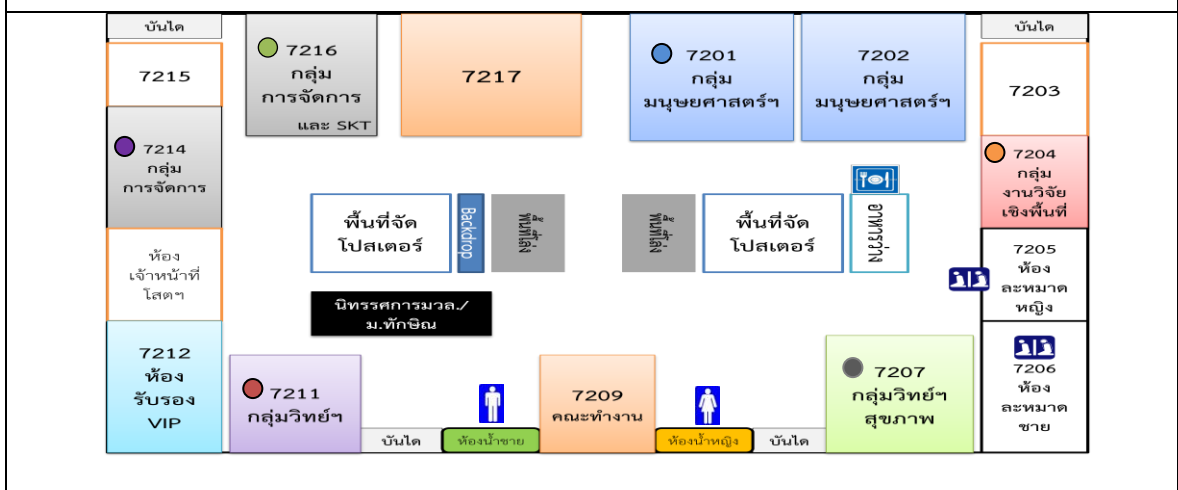 บันได
7215
7216
กลุ่ม
การจัดการ
และ SKT
7217
7201
กลุ่ม
มนุษยศาสตร์ฯ
7202
กลุ่ม
มนุษยศาสตร์ฯ
บันได
7203
7214
กลุ่ม
การจัดการ
7204
กลุ่ม
งานวิจัย
เชิงพื้นที่
พื้นที่จัด
โปสเตอร์
Backdrop
พื้นที่โล่ง
พื้นที่โล่ง
พื้นที่จัด
โปสเตอร์
อาหารว่าง
ห้อง
เจ้าหน้าที่
โสตฯ
7205
ห้อง
ละหมาด
หญิง
นิทรรศการมวล./
ม.ทักษิณ
7212
ห้อง
รับรอง
VIP
7211
กลุ่มวิทย์ฯ
บันได
ห้องน้ำชาย
7209
คณะทำงาน
ห้องน้ำหญิง
บันได
7207
กลุ่มวิทย์ฯ
สุขภาพ
7206
ห้อง
ละหมาด
ชาย